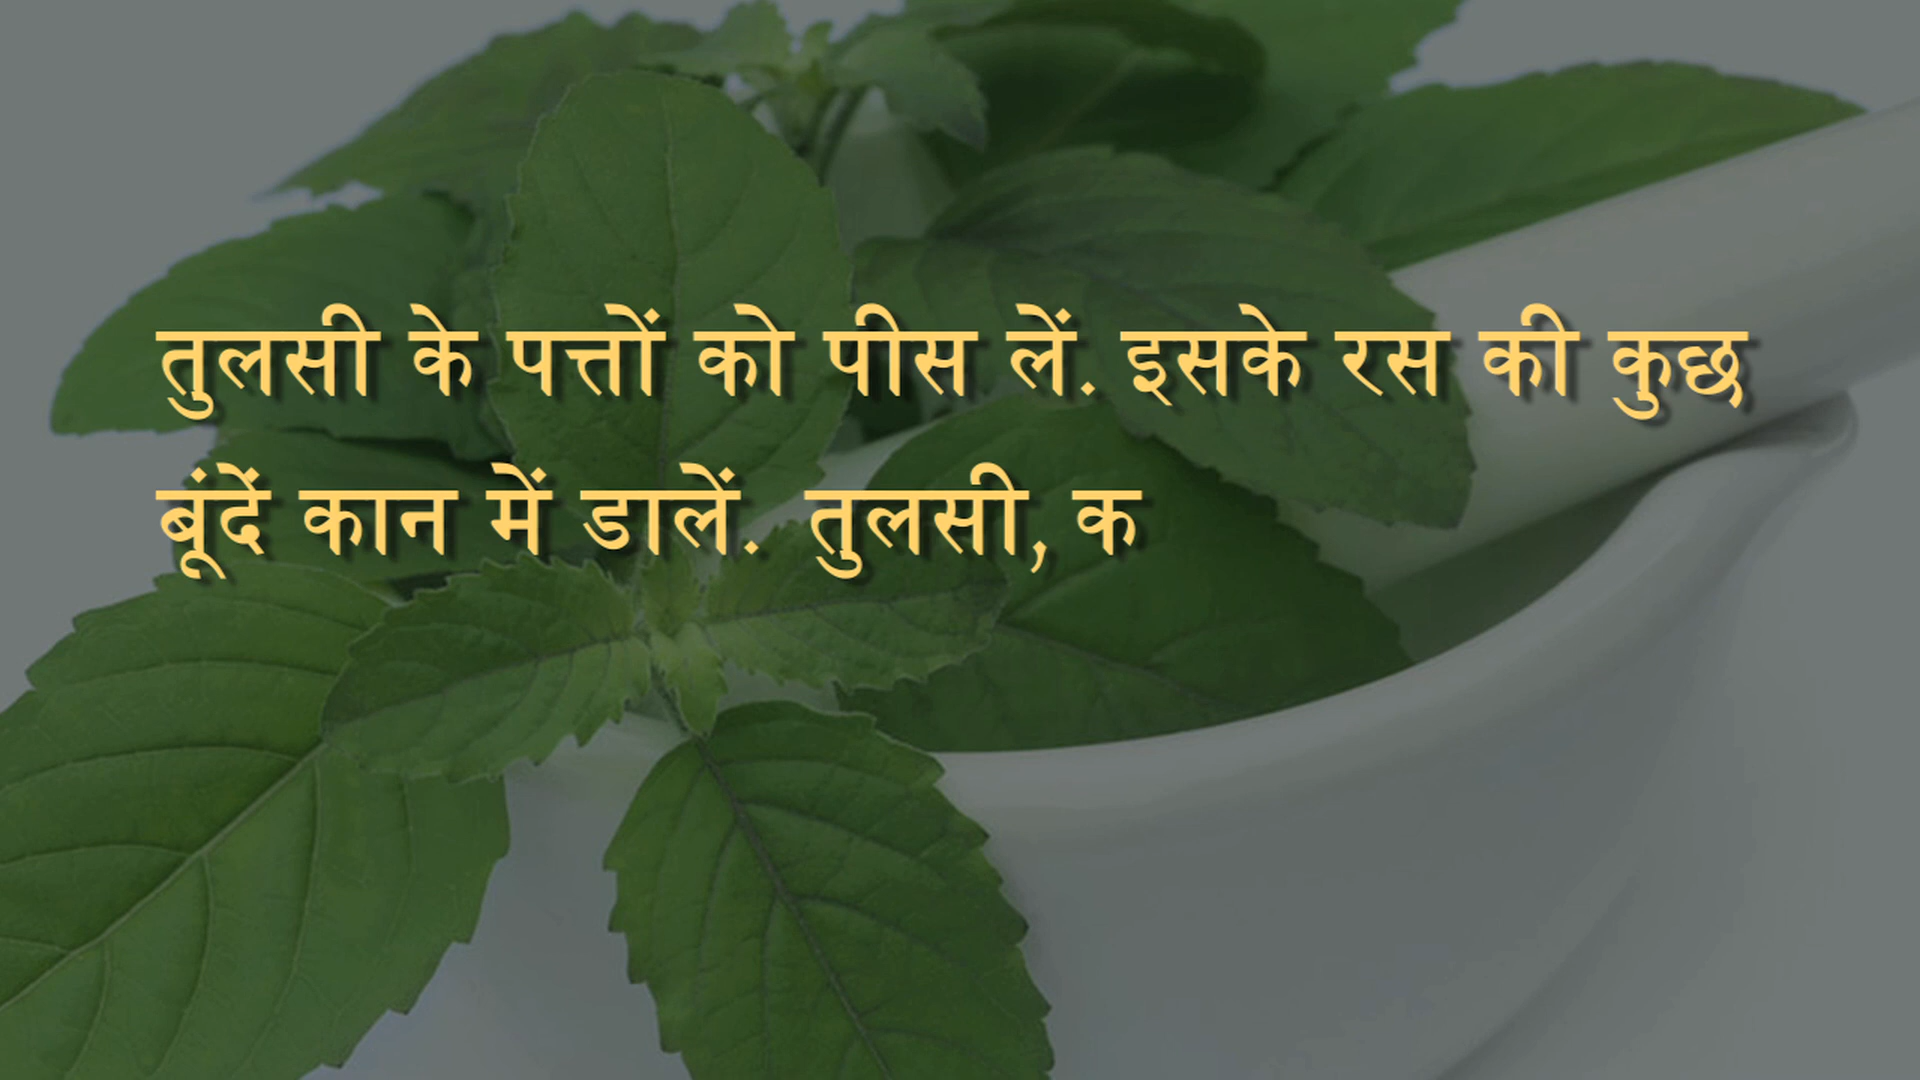 तुलसी के पत्तों को पीस लें. इसके रस की कुछ
बूंदें कान में डालें. तुलसी, क